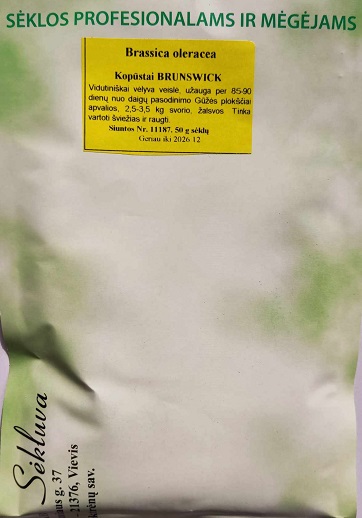 SĖKLOS PROFESIONALAMS IR MĖGĖJAMS
Brassica oleracea
Kopūstai BRUNSWICK
Vidutiniškai vėlyva veislė, užauga per 85-90
dienų nuo daigų pasodinimo Gūžės plokščiai
apvalios, 2,5-3,5 kg svorio, žalsvos Tinka
vartoti šviežias ir raugti.
Siuntos Nr. 11187, 50 g sėklų
Geriau iki 2026 12
Sėkluva
g. 37
21376, Vievis
sav.